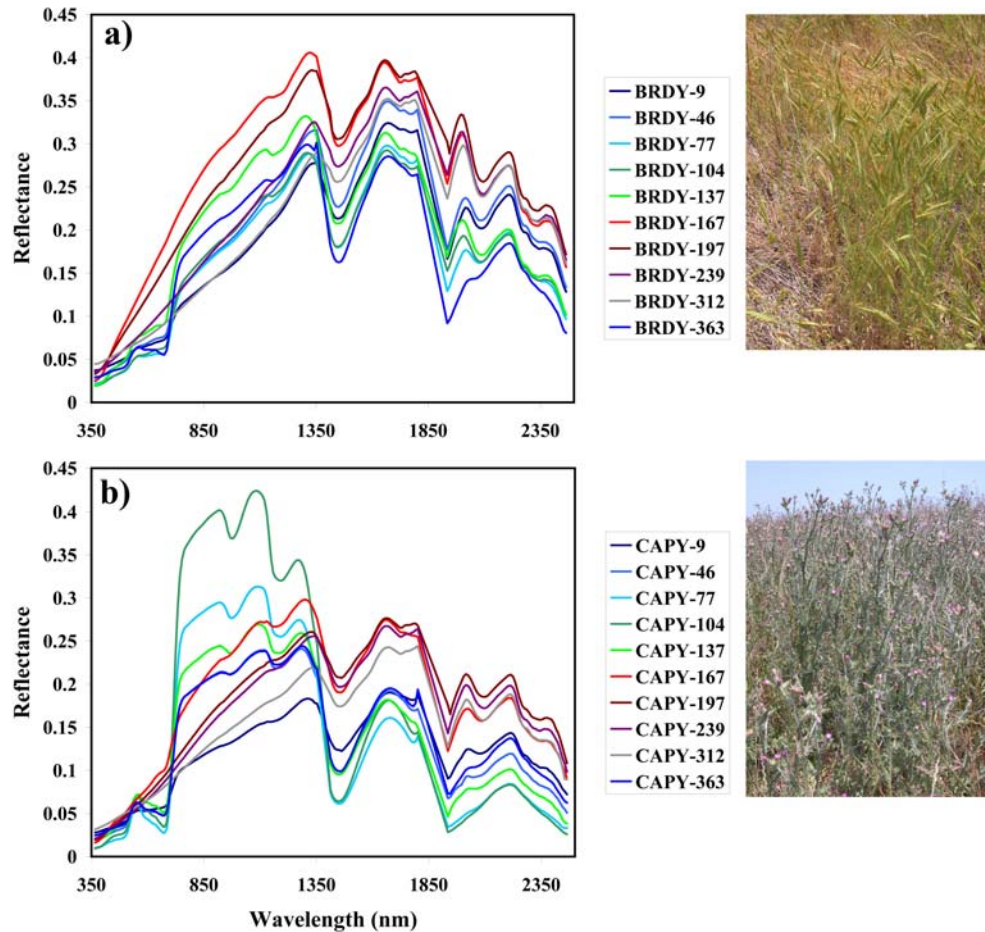 a)
Reflectance
0.45
0.4
0.35
0.3
0.25
0.2
0.15
0.1
0.05
0
350 850 1350 1850 2350
BRDY-9
BRDY-46
BRDY-77
BRDY-104
BRDY-137
BRDY-167
BRDY-197
BRDY-239
BRDY-312
BRDY-363
b)
Reflectance
0.45
0.4
0.35
0.3
0.25
0.2
0.15
0.1
0.05
0
350 850 1350 1850 2350
Wavelength (nm)
CAPY-9
CAPY-46
CAPY-77
CAPY-104
CAPY-137
CAPY-167
CAPY-197
CAPY-239
CAPY-312
CAPY-363